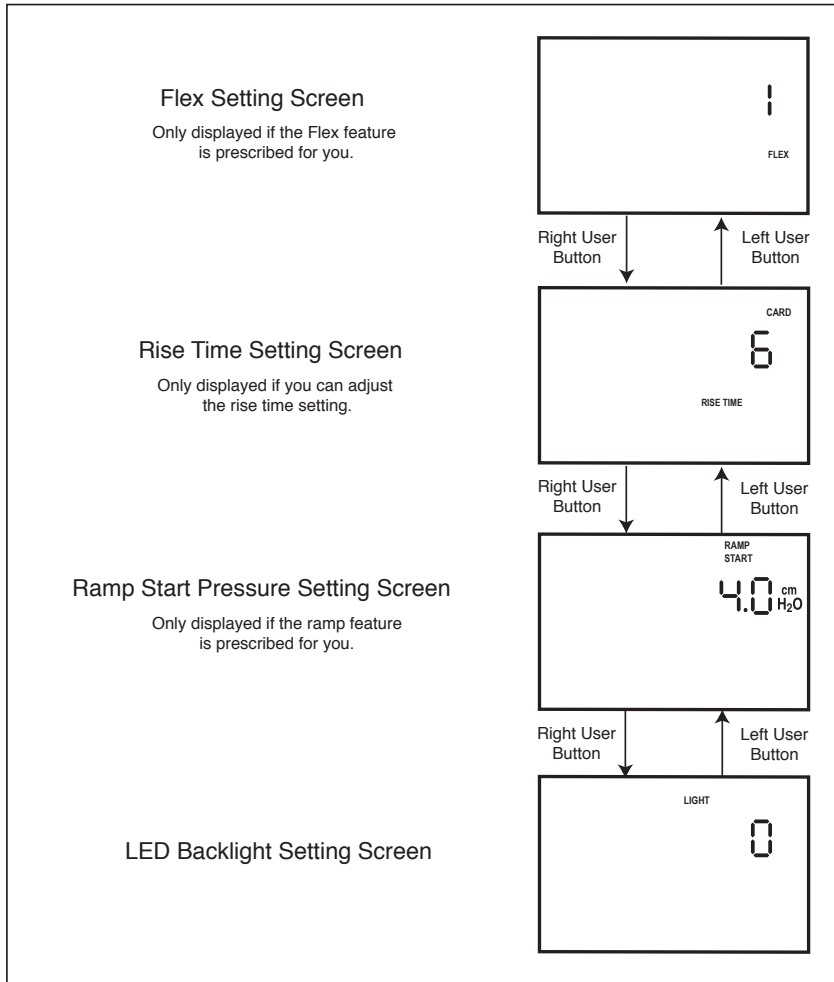 Flex Setting Screen
Only displayed if the Flex feature
is prescribed for you.
1
FLEX
Right User
Button
Left User
Button
Rise Time Setting Screen
Only displayed if you can adjust
the rise time setting.
CARD
6
RISE TIME
Right User
Button
Left User
Button
Ramp Start Pressure Setting Screen
Only displayed if the ramp feature
is prescribed for you.
RAMP
START
4.0 cm
H₂O
Right User
Button
Left User
Button
LED Backlight Setting Screen
LIGHT
0